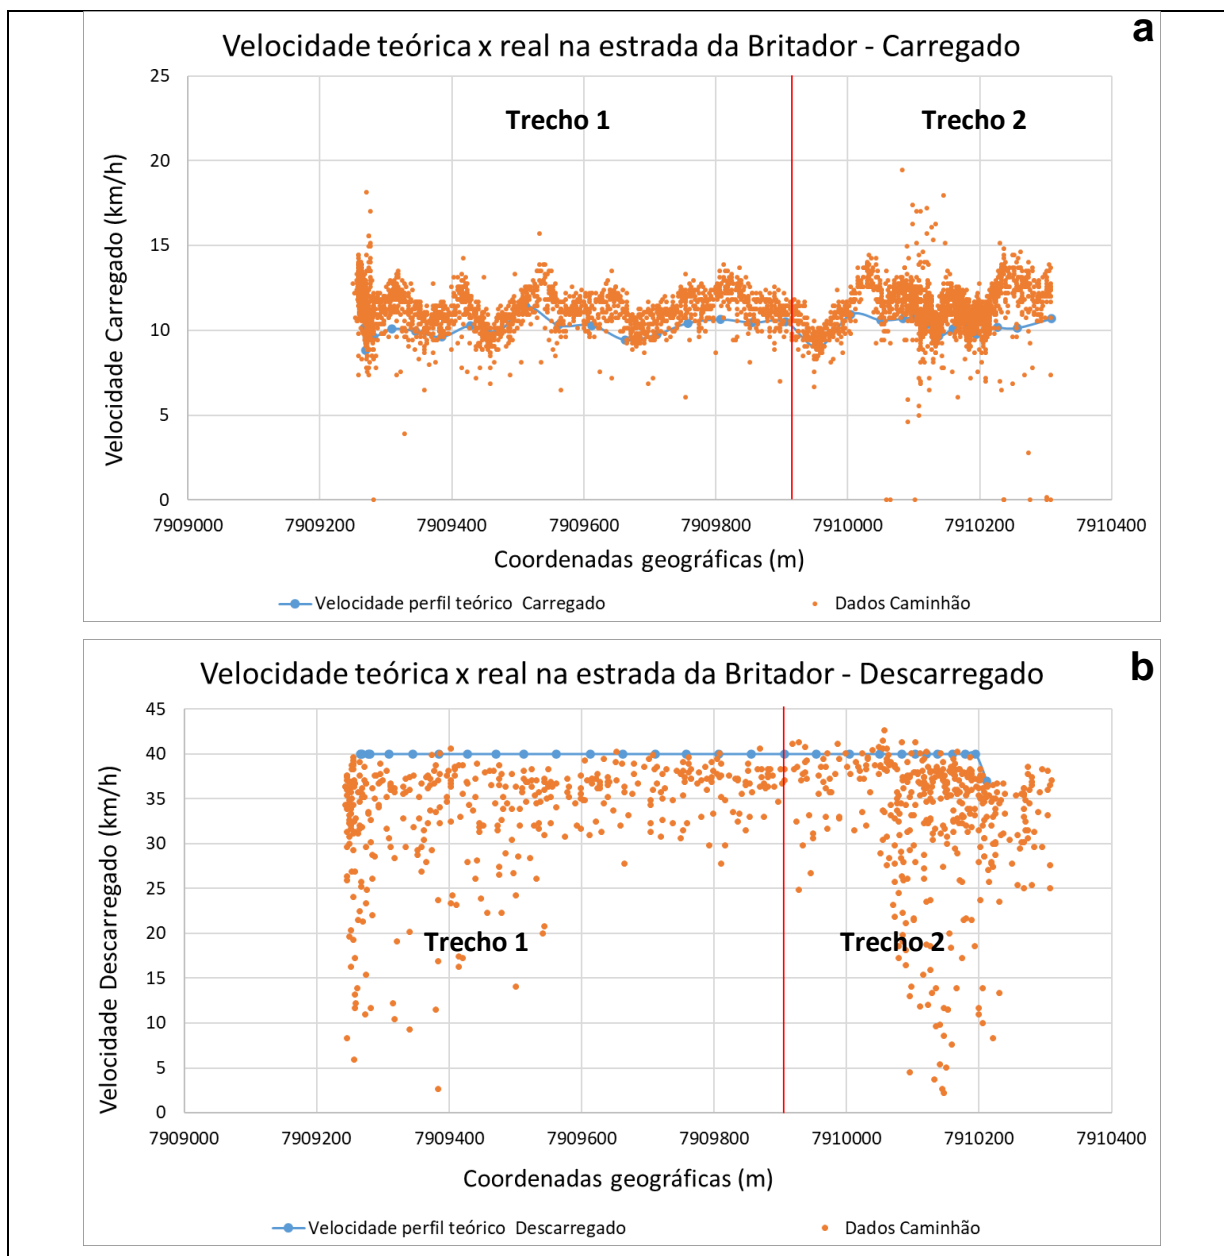 a
Velocidade teórica x real na estrada da Britador - Carregado
25
20
15
10
5
0
Velocidade Carregado (km/h)
Trecho 1
Trecho 2
7909000 7909200 7909400 7909600 7909800 7910000 7910200 7910400
Coordenadas geográficas (m)
Velocidade perfil teórico Carregado
Dados Caminhão
b
Velocidade teórica x real na estrada da Britador - Descarregado
45
40
35
30
25
20
15
10
5
0
Velocidade Descarregado (km/h)
Trecho 1
Trecho 2
7909000 7909200 7909400 7909600 7909800 7910000 7910200 7910400
Coordenadas geográficas (m)
Velocidade perfil teórico Descarregado
Dados Caminhão